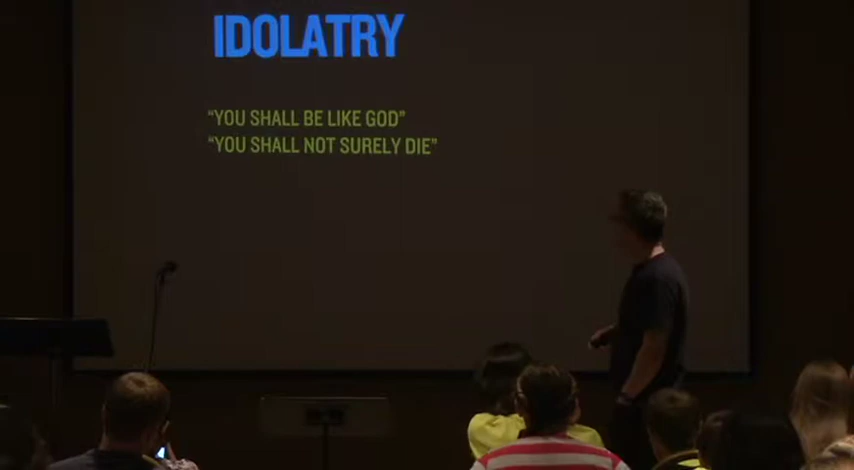 IDOLATRY
“YOU SHALL BE LIKE GOD”
“YOU SHALL NOT SURELY DIE”